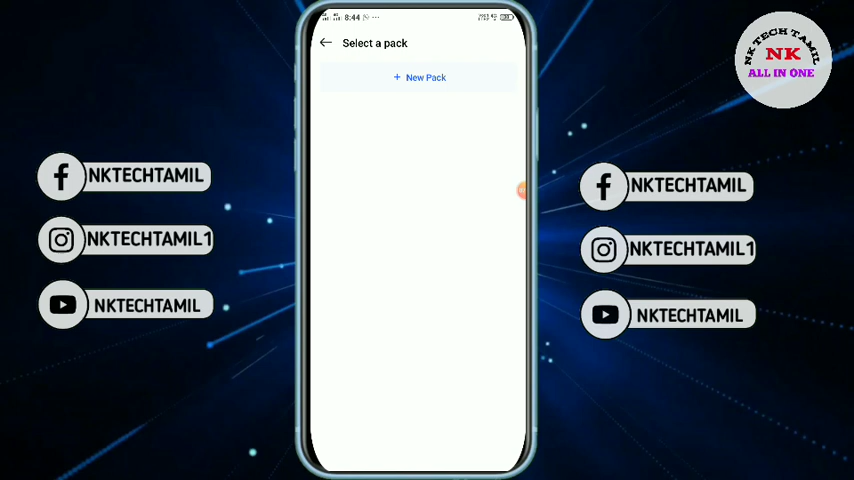 8:44
Select a pack
+ New Pack
NK TECH TAMIL
NK
ALL IN ONE
NKTECHTAMIL
NKTECHTAMIL1
NKTECHTAMIL
NKTECHTAMIL
NKTECHTAMIL1
NKTECHTAMIL